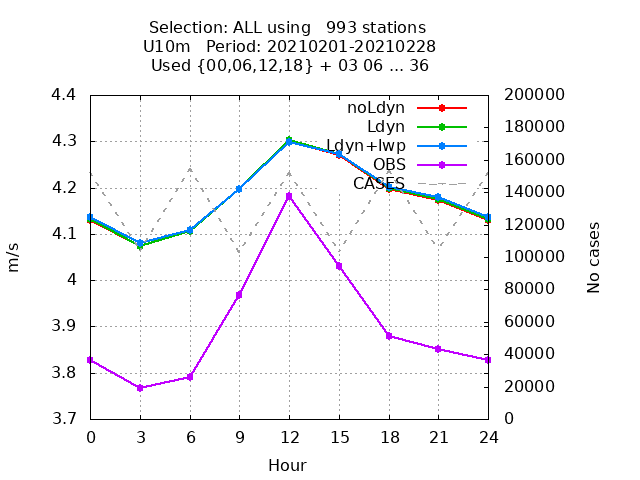 Selection: ALL using   993 stations
U10m   Period: 20210201-20210228
Used {00,06,12,18} + 03 06 ... 36
4.4
4.3
4.2
4.1
4
3.9
3.8
3.7
m/s
noLdyn
Ldyn
Ldyn+lwp
OBS
CASES
200000
180000
160000
140000
120000
100000
80000
60000
40000
20000
0
No cases
0 3 6 9 12 15 18 21 24
Hour